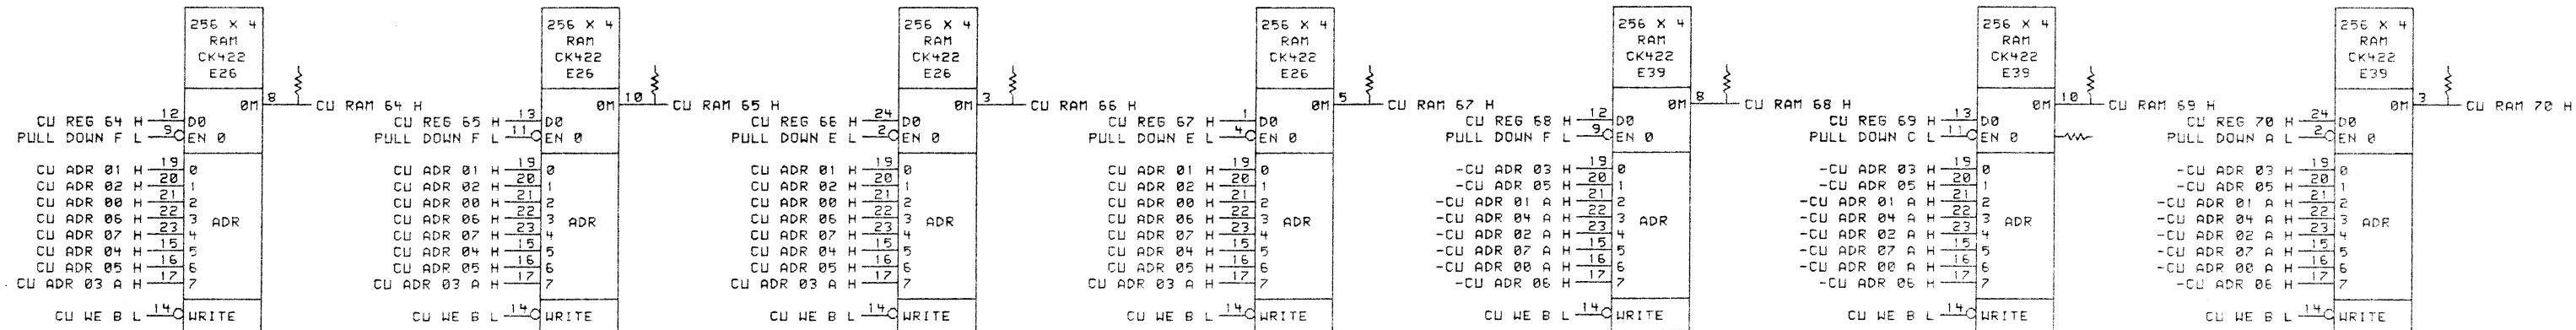 256 X 4 256 X 4 256 X 4 256 X 4 256 X 4 256 X 4 256 X 4
RAM RAM RAM RAM RAM RAM RAM
CK422 CK422 CK422 CK422 CK422 CK422 CK422
E26 E26 E26 E26 E39 E39 E39
0M 8 CU RAM 64 H 0M 10 CU RAM 65 H 0M 3 CU RAM 66 H 0M 5 CU RAM 67 H 0M 8 CU RAM 68 H 0M 10 CU RAM 69 H 0M 3 CU RAM 70 H
CU REG 64 H 12 D0 CU REG 65 H 13 D0 CU REG 66 H 24 D0 CU REG 67 H 1 D0 CU REG 68 H 12 D0 CU REG 69 H 13 D0 CU REG 70 H 24 D0
PULL DOWN F L 9 EN 0 PULL DOWN F L 11 EN 0 PULL DOWN E L 2 EN 0 PULL DOWN E L 4 EN 0 PULL DOWN F L 9 EN 0 PULL DOWN C L 11 EN 0 PULL DOWN A L 2 EN 0
CU ADR 01 H 19 0 CU ADR 01 H 19 0 CU ADR 01 H 19 0 CU ADR 01 H 19 0 -CU ADR 03 H 19 0 -CU ADR 03 H 19 0 -CU ADR 03 H 19 0
CU ADR 02 H 20 1 CU ADR 02 H 20 1 CU ADR 02 H 20 1 CU ADR 02 H 20 1 -CU ADR 05 H 20 1 -CU ADR 05 H 20 1 -CU ADR 05 H 20 1
CU ADR 00 H 21 2 CU ADR 00 H 21 2 CU ADR 00 H 21 2 CU ADR 00 H 21 2 -CU ADR 01 A H 21 2 -CU ADR 01 A H 21 2 -CU ADR 01 A H 21 2
CU ADR 06 H 22 3 ADR CU ADR 06 H 22 3 ADR CU ADR 06 H 22 3 ADR CU ADR 06 H 22 3 ADR -CU ADR 04 A H 22 3 ADR -CU ADR 04 A H 22 3 ADR -CU ADR 04 A H 22 3 ADR
CU ADR 07 H 23 4 CU ADR 07 H 23 4 CU ADR 07 H 23 4 CU ADR 07 H 23 4 -CU ADR 02 A H 23 4 -CU ADR 02 A H 23 4 -CU ADR 02 A H 23 4
CU ADR 04 H 15 5 CU ADR 04 H 15 5 CU ADR 04 H 15 5 CU ADR 04 H 15 5 -CU ADR 07 A H 15 5 -CU ADR 07 A H 15 5 -CU ADR 07 A H 15 5
CU ADR 05 H 16 6 CU ADR 05 H 16 6 CU ADR 05 H 16 6 CU ADR 05 H 16 6 -CU ADR 00 A H 16 6 -CU ADR 00 A H 16 6 -CU ADR 00 A H 16 6
CU ADR 03 A H 17 7 CU ADR 03 A H 17 7 CU ADR 03 A H 17 7 CU ADR 03 A H 17 7 -CU ADR 06 H 17 7 -CU ADR 06 H 17 7 -CU ADR 06 H 17 7
CU WE B L 14 WRITE CU WE B L 14 WRITE CU WE B L 14 WRITE CU WE B L 14 WRITE CU WE B L 14 WRITE CU WE B L 14 WRITE CU WE B L 14 WRITE